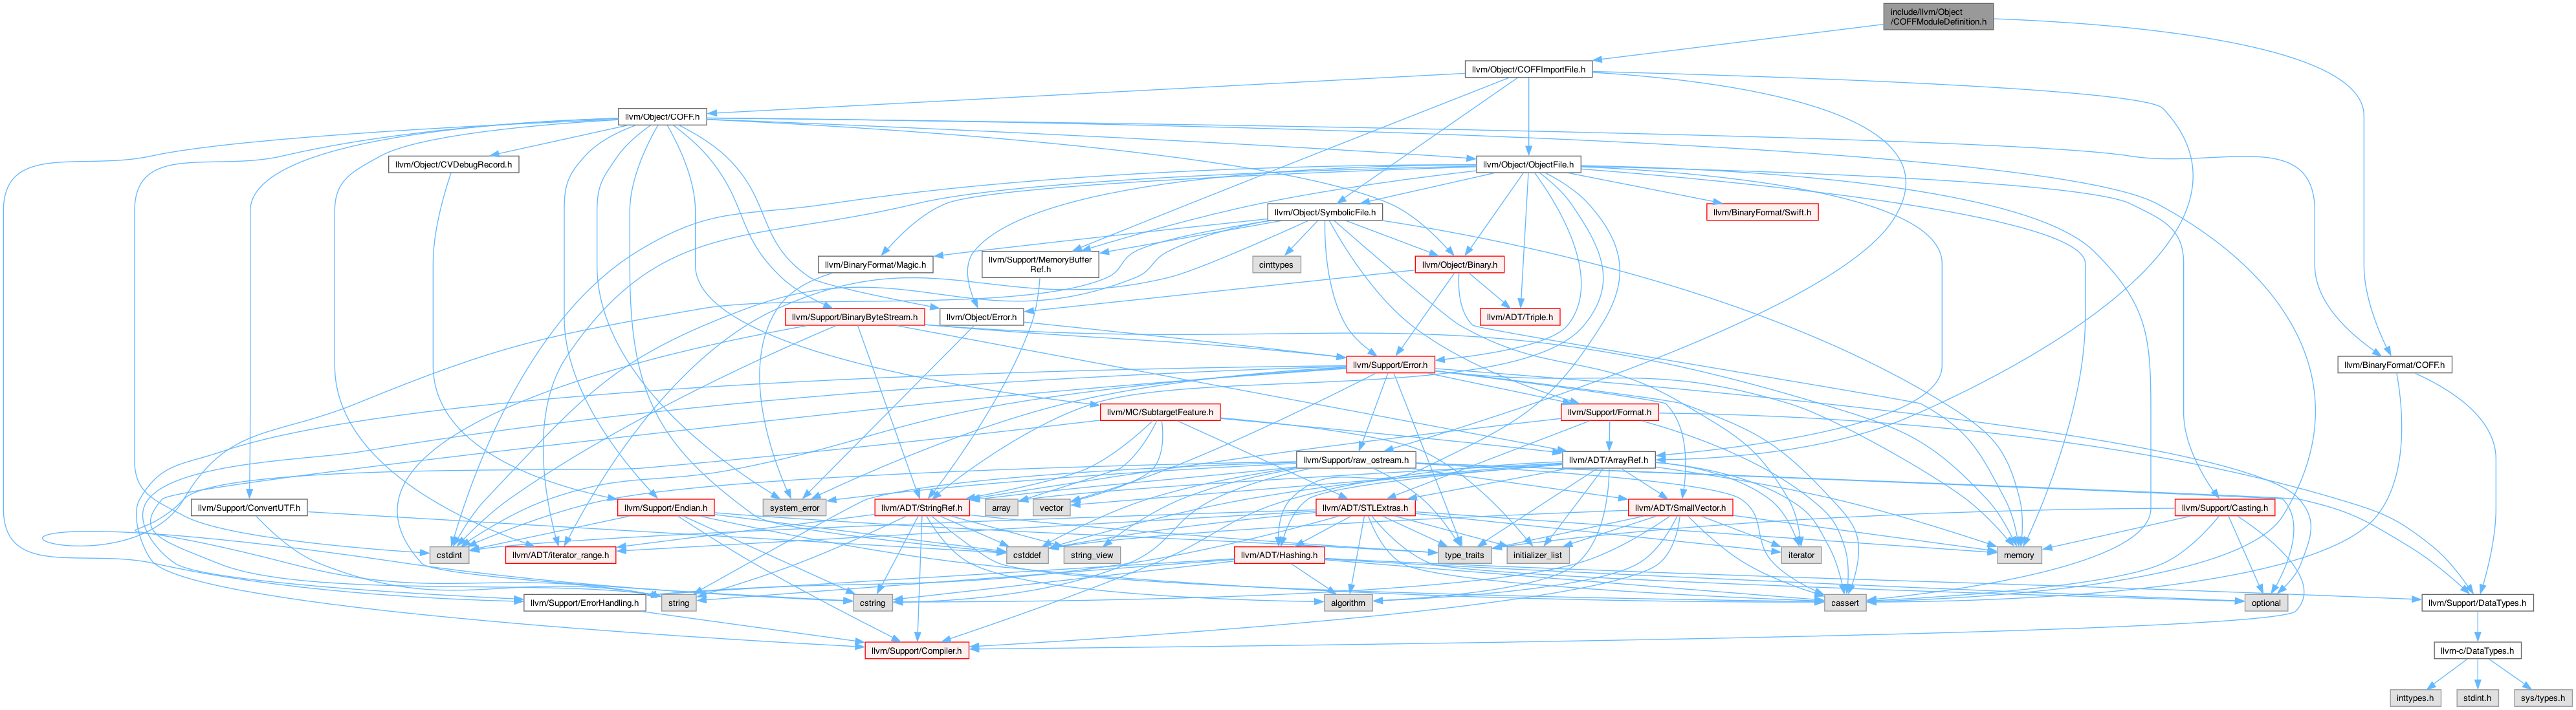 include/llvm/Object
/COFFModuleDefinition.h
llvm/Object/COFFImportFile.h
llvm/Object/COFF.h
llvm/Object/CVDebugRecord.h
llvm/Object/ObjectFile.h
llvm/Object/SymbolicFile.h
llvm/BinaryFormat/Swift.h
llvm/BinaryFormat/Magic.h
llvm/Support/MemoryBuffer
Ref.h
cinttypes
llvm/Object/Binary.h
llvm/Support/BinaryByteStream.h
llvm/Object/Error.h
llvm/ADT/Triple.h
llvm/Support/Error.h
llvm/BinaryFormat/COFF.h
llvm/MC/SubtargetFeature.h
llvm/Support/Format.h
llvm/Support/raw_ostream.h
llvm/ADT/ArrayRef.h
llvm/Support/ConvertUTF.h
llvm/Support/Endian.h
system_error
llvm/ADT/StringRef.h
array
vector
llvm/ADT/STLExtras.h
llvm/ADT/SmallVector.h
llvm/Support/Casting.h
cstdint
llvm/ADT/iterator_range.h
cstddef
string_view
llvm/ADT/Hashing.h
type_traits
initializer_list
iterator
memory
llvm/Support/ErrorHandling.h
string
cstring
algorithm
cassert
optional
llvm/Support/DataTypes.h
llvm/Support/Compiler.h
llvm-c/DataTypes.h
inttypes.h
stdint.h
sys/types.h